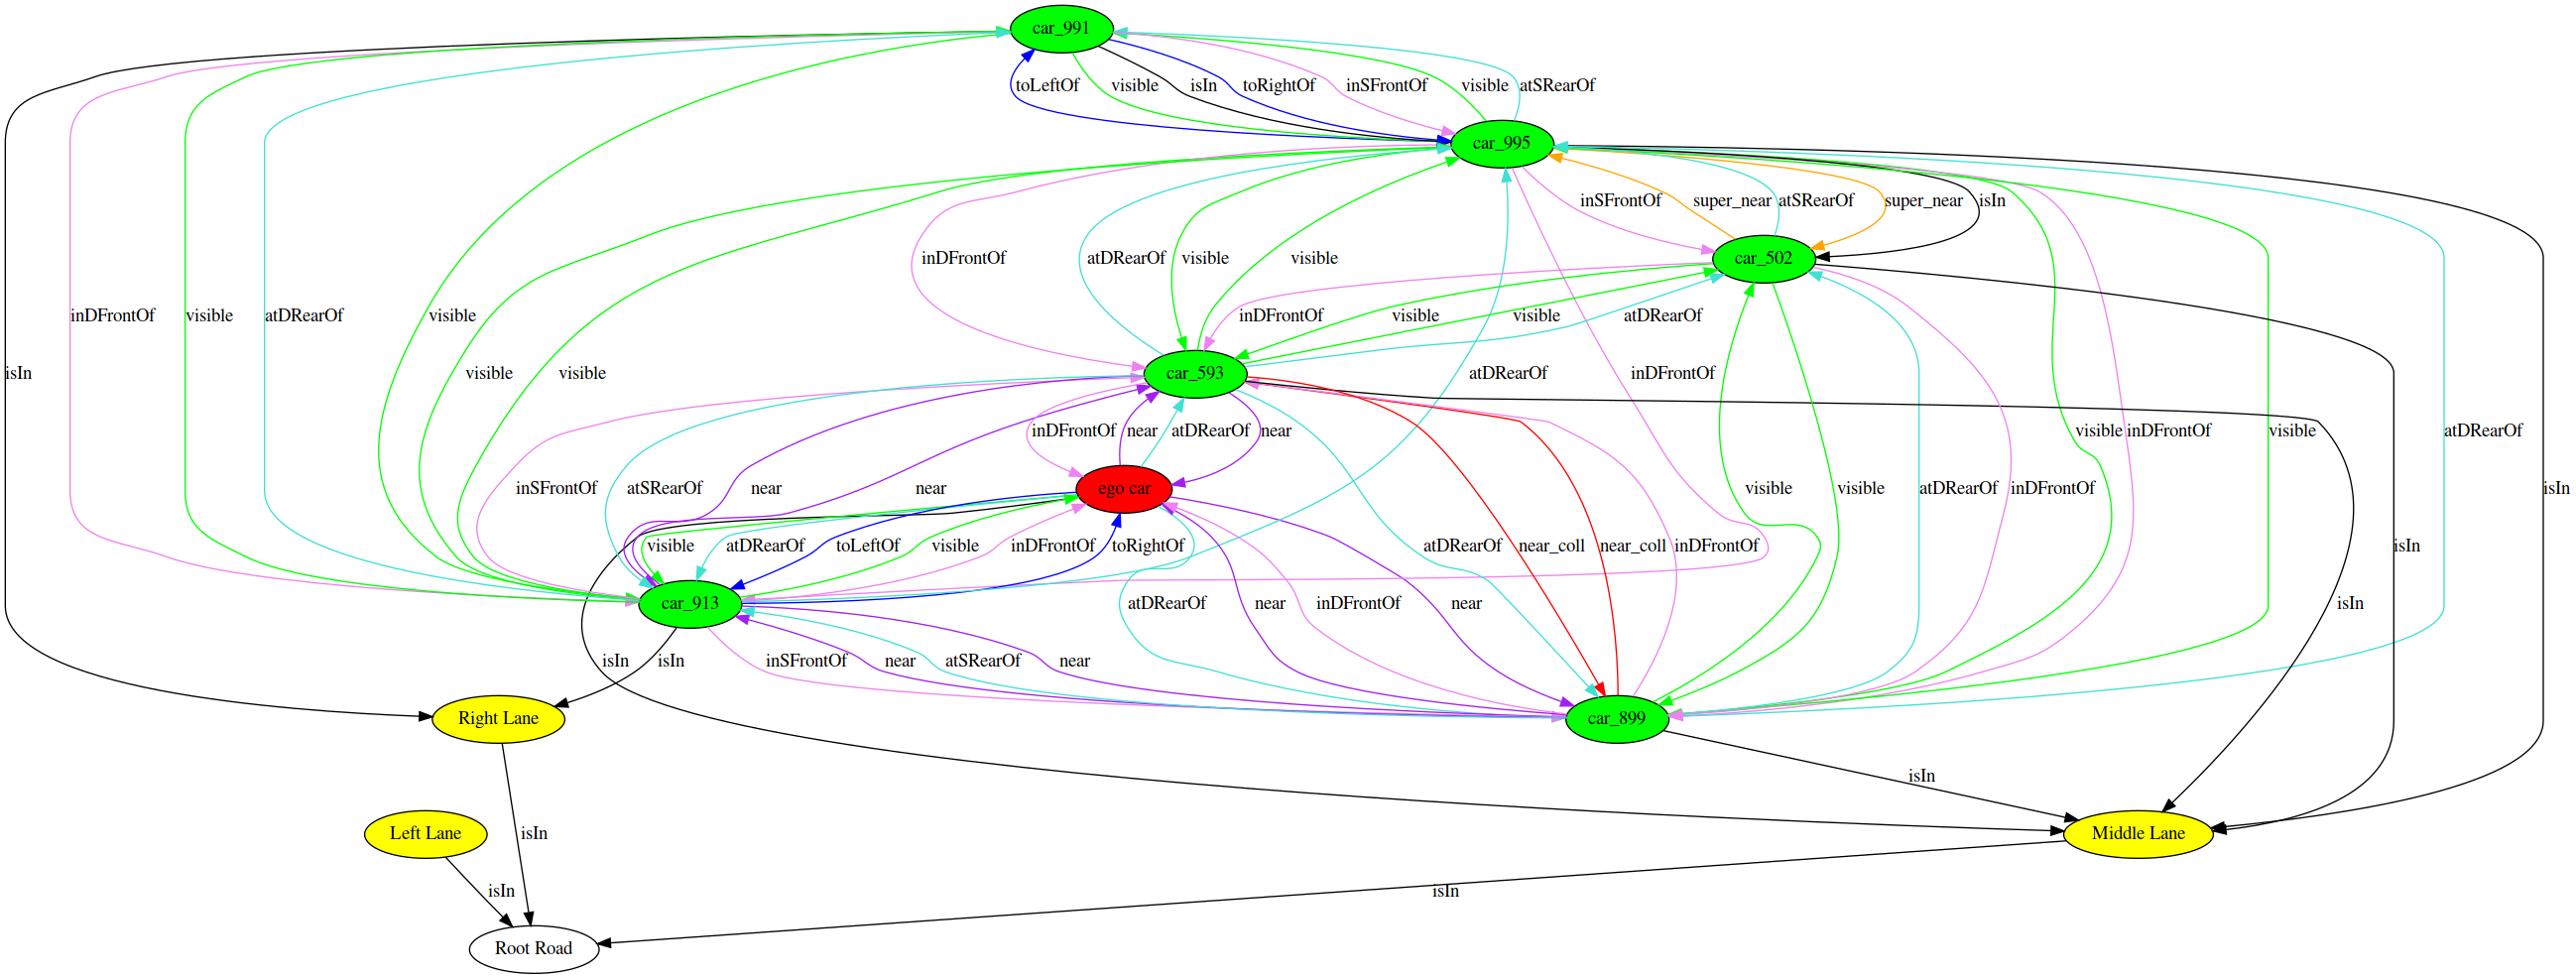 car_991
toLeftOf visible isIn toRightOf inSFrontOf visible atSRearOf
car_995
inSFrontOf super_near atSRearOf super_near isIn
inDFrontOf atDRearOf visible visible car_502
inDFrontOf visible atDRearOf visible inDFrontOf visible visible atDRearOf
isIn visible visible car_593 atDRearOf inDFrontOf
inDFrontOf near atDRearOf near visible inDFrontOf visible atDRearOf
inSFrontOf atSRearOf near near ego car visible visible atDRearOf inDFrontOf isIn
visible atDRearOf toLeftOf visible inDFrontOf toRightOf atDRearOf near_coll near_coll inDFrontOf isIn
car_913 atDRearOf near inDFrontOf near isIn
isIn isIn inSFrontOf near atSRearOf near
Right Lane car_899
isIn
Left Lane isIn Middle Lane
isIn isIn
Root Road